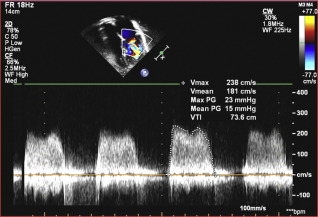 FR 18Hz
14cm
2D
78%
C 50
P Low
HGen
CF
68%
2.5MHz
WF High
Med
M3 M4
+77.0
-77.0
cm/s
CW
30%
1.8MHz
WF 225Hz
Vmax 238 cm/s
Vmean 181 cm/s
Max PG 23 mmHg
Mean PG 15 mmHg
VTI 73.6 cm
400
300
200
100
cm/s
-100
100mm/s
***bpm